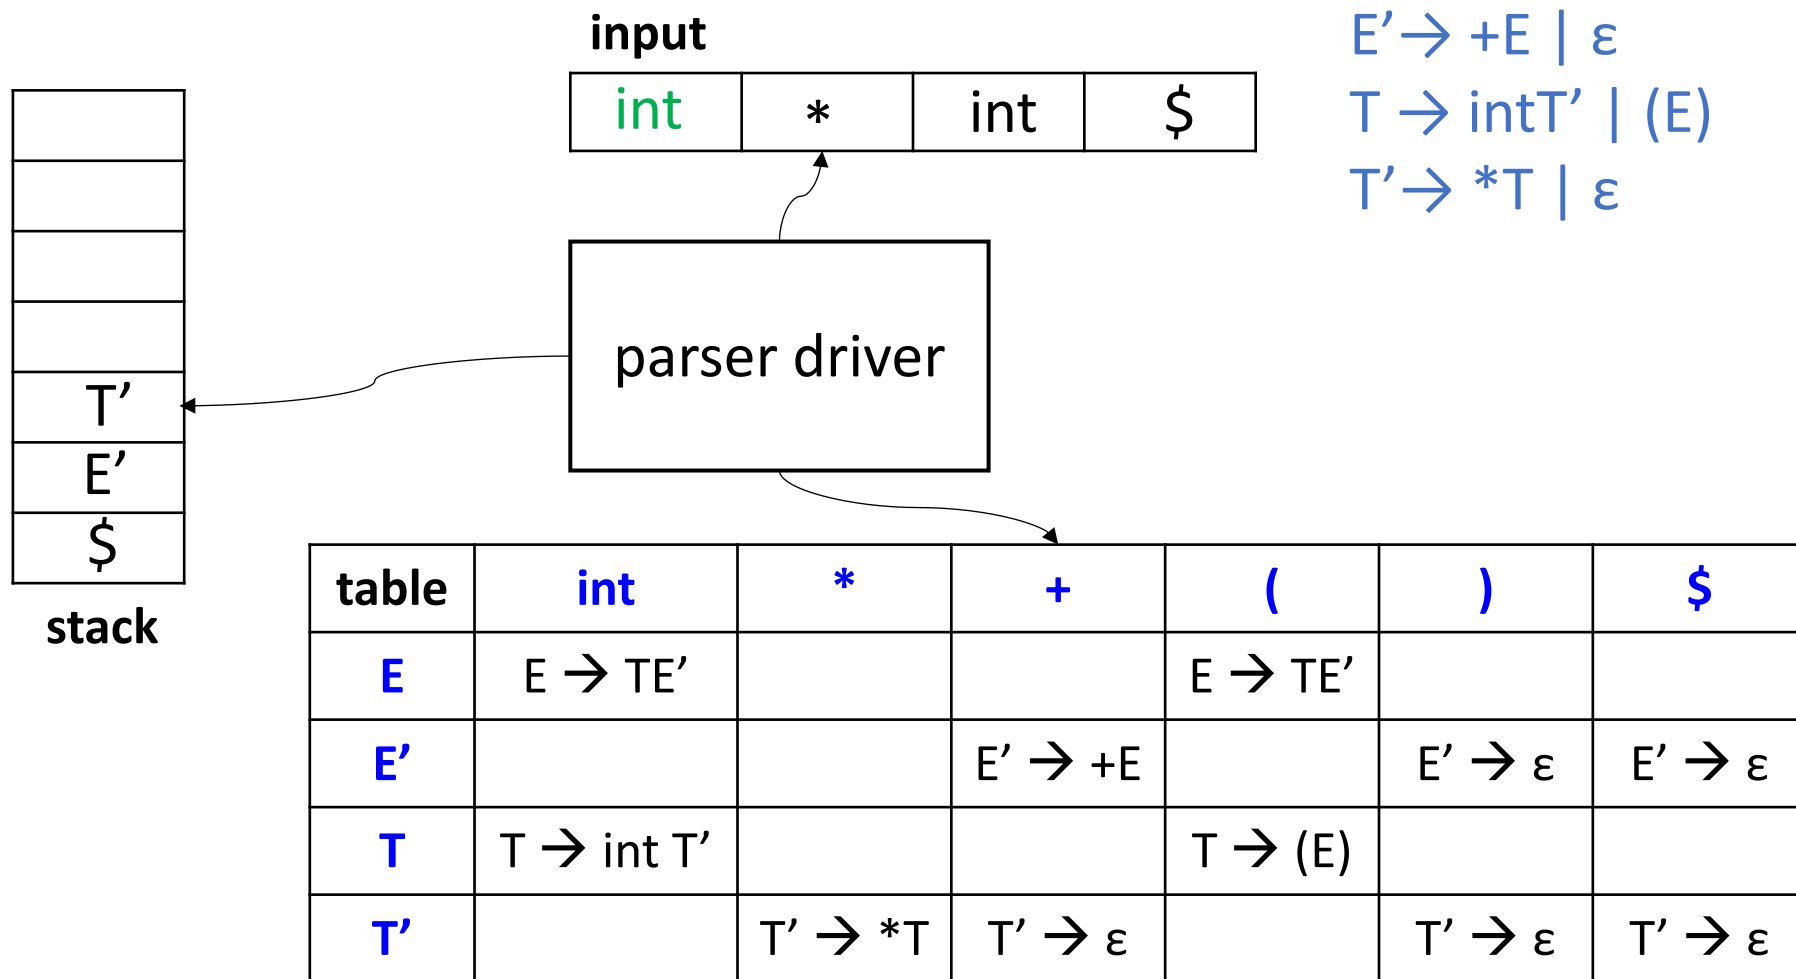 input
int * int $
E’→ +E | ε
T → intT’ | (E)
T’→ *T | ε
parser driver
T’
E’
$
stack
table int * + ( ) $
E E → TE’ E → TE’
E’ E’ → +E E’ → ε E’ → ε
T T → int T’ T → (E)
T’ T’ → *T T’ → ε T’ → ε T’ → ε